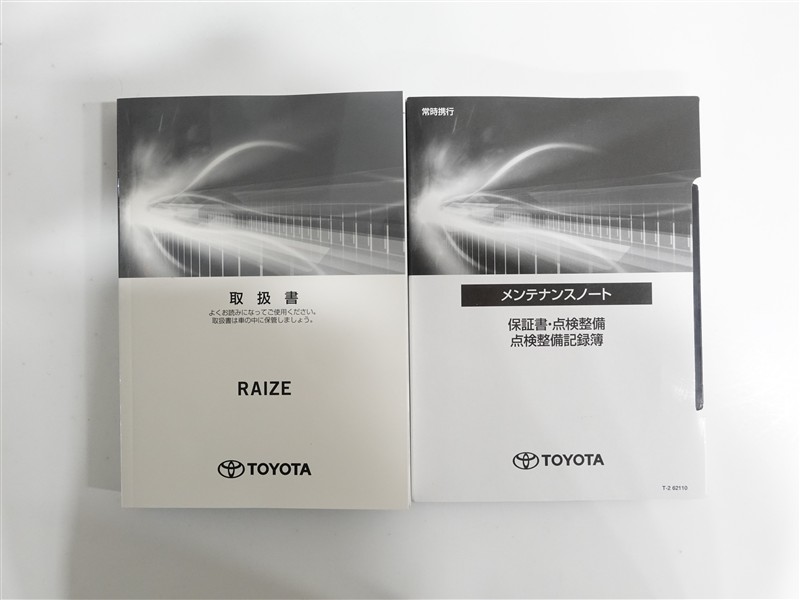 取扱書
よくお読みになってご使用ください。
取扱書は車の中に保管しましょう。
RAIZE
TOYOTA
常時携行
メンテナンスノート
保証書・点検整備
点検整備記録簿
TOYOTA
T-2 62110